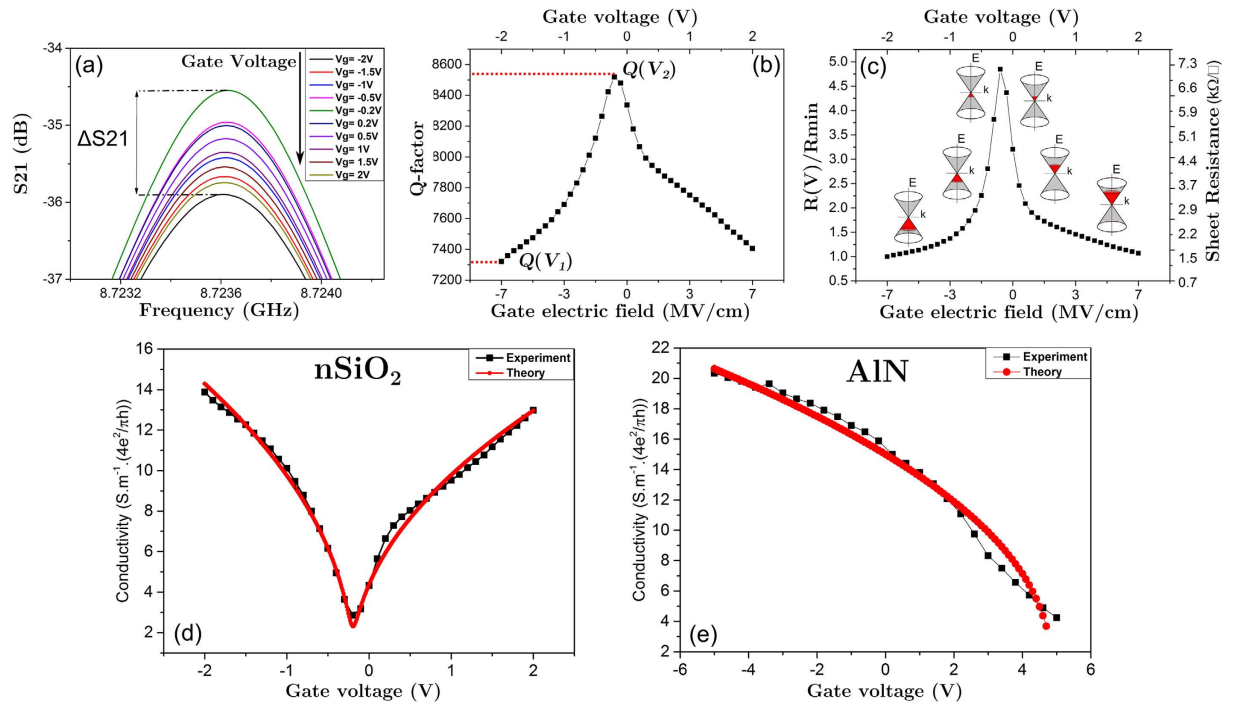 (a)
Gate Voltage
ΔS21
Vg= -2V
Vg= -1.5V
Vg= -1V
Vg= -0.5V
Vg= -0.2V
Vg= 0.2V
Vg= 0.5V
Vg= 1V
Vg= 1.5V
Vg= 2V
-34
-35
-36
-37
S21 (dB)
8.7232 8.7236 8.7240
Frequency (GHz)
Gate voltage (V)
-2 -1 0 1 2
(b)
Q(V₂)
Q(V₁)
8600
8400
8200
8000
7800
7600
7400
7200
Q-factor
-7 -3 0 3 7
Gate electric field (MV/cm)
Gate voltage (V)
-2 -1 0 1 2
(c)
E
k
E
k
E
k
E
k
E
k
E
k
5.0
4.5
4.0
3.5
3.0
2.5
2.0
1.5
1.0
0.5
R(V)/Rmin
7.3
6.6
5.8
5.1
4.4
3.7
2.9
2.2
1.5
0.7
Sheet Resistance (kΩ/□)
-7 -3 0 3 7
Gate electric field (MV/cm)
nSiO₂
Experiment
Theory
(d)
16
14
12
10
8
6
4
2
Conductivity (S.m⁻¹.(4e²/πh))
-2 -1 0 1 2
Gate voltage (V)
AlN
Experiment
Theory
(e)
22
20
18
16
14
12
10
8
6
4
2
Conductivity (S.m⁻¹.(4e²/πh))
-6 -4 -2 0 2 4 6
Gate voltage (V)